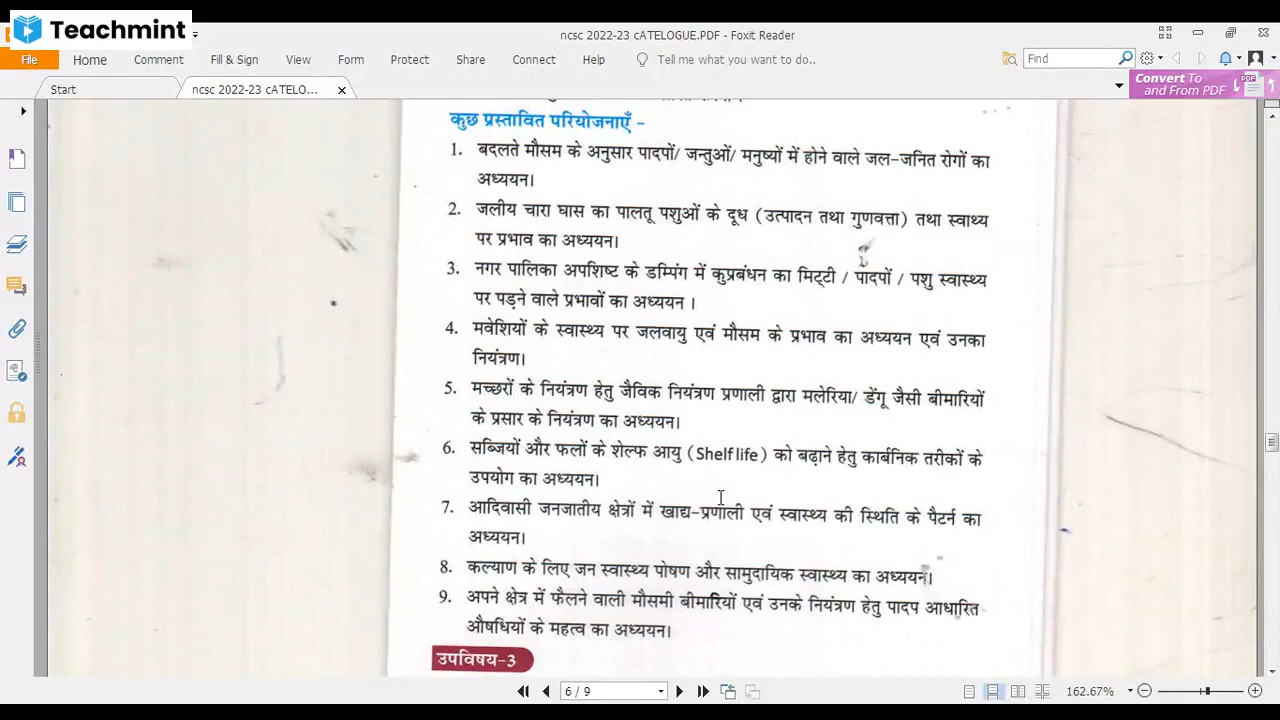 Teachmint
ncsc 2022-23 cATELOGUE.PDF - Foxit Reader
File Home Comment Fill & Sign View Form Protect Share Connect Help Tell me what you want to do.. Find
Start ncsc 2022-23 cATELO... Convert To
and From PDF
कुछ प्रस्तावित परियोजनाएँ -
1. बदलते मौसम के अनुसार पादपों/ जन्तुओं/ मनुष्यों में होने वाले जल-जनित रोगों का
अध्ययन।
2. जलीय चारा घास का पालतू पशुओं के दूध (उत्पादन तथा गुणवत्ता) तथा स्वाथ्य
पर प्रभाव का अध्ययन।
3. नगर पालिका अपशिष्ट के डम्पिंग में कुप्रबंधन का मिट्टी / पादपों / पशु स्वास्थ्य
पर पड़ने वाले प्रभावों का अध्ययन ।
4. मवेशियों के स्वास्थ्य पर जलवायु एवं मौसम के प्रभाव का अध्ययन एवं उनका
नियंत्रण।
5. मच्छरों के नियंत्रण हेतु जैविक नियंत्रण प्रणाली द्वारा मलेरिया/ डेंगू जैसी बीमारियों
के प्रसार के नियंत्रण का अध्ययन।
6. सब्जियों और फलों के शेल्फ आयु (Shelf life) को बढ़ाने हेतु कार्बनिक तरीकों के
उपयोग का अध्ययन।
7. आदिवासी जनजातीय क्षेत्रों में खाद्य-प्रणाली एवं स्वास्थ्य की स्थिति के पैटर्न का
अध्ययन।
8. कल्याण के लिए जन स्वास्थ्य पोषण और सामुदायिक स्वास्थ्य का अध्ययन।
9. अपने क्षेत्र में फैलने वाली मौसमी बीमारियों एवं उनके नियंत्रण हेतु पादप आधारित
औषधियों के महत्व का अध्ययन।
उपविषय-3
6 / 9 162.67%